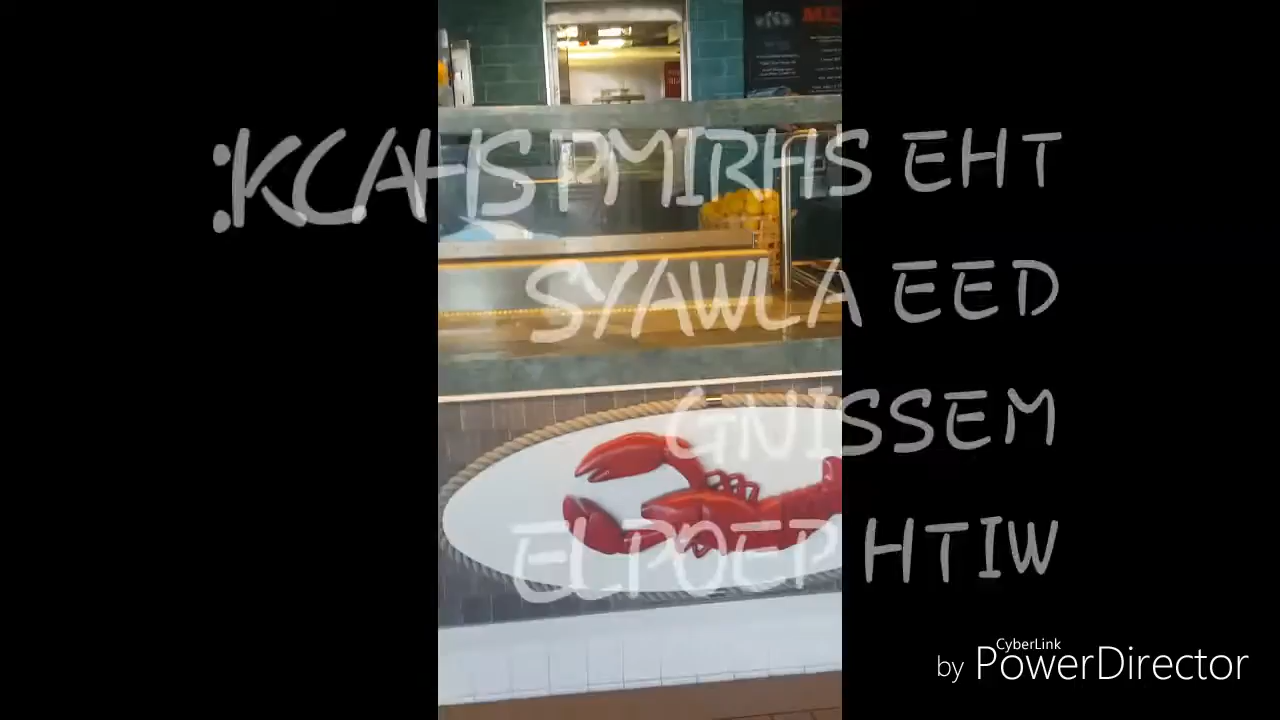 :KCAHS PMIRHS EHT
SYAWLA EED
GNISSEM
ELPOEP HTIW
CyberLink
by PowerDirector